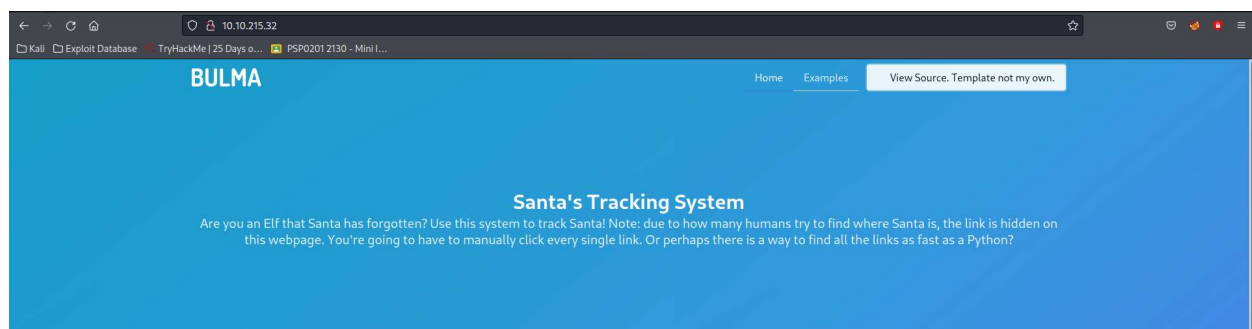 10.10.215.32
Kali Exploit Database TryHackMe | 25 Days o... PSP0201 2130 - Mini I...
BULMA Home Examples View Source. Template not my own.
Santa's Tracking System
Are you an Elf that Santa has forgotten? Use this system to track Santa! Note: due to how many humans try to find where Santa is, the link is hidden on
this webpage. You're going to have to manually click every single link. Or perhaps there is a way to find all the links as fast as a Python?